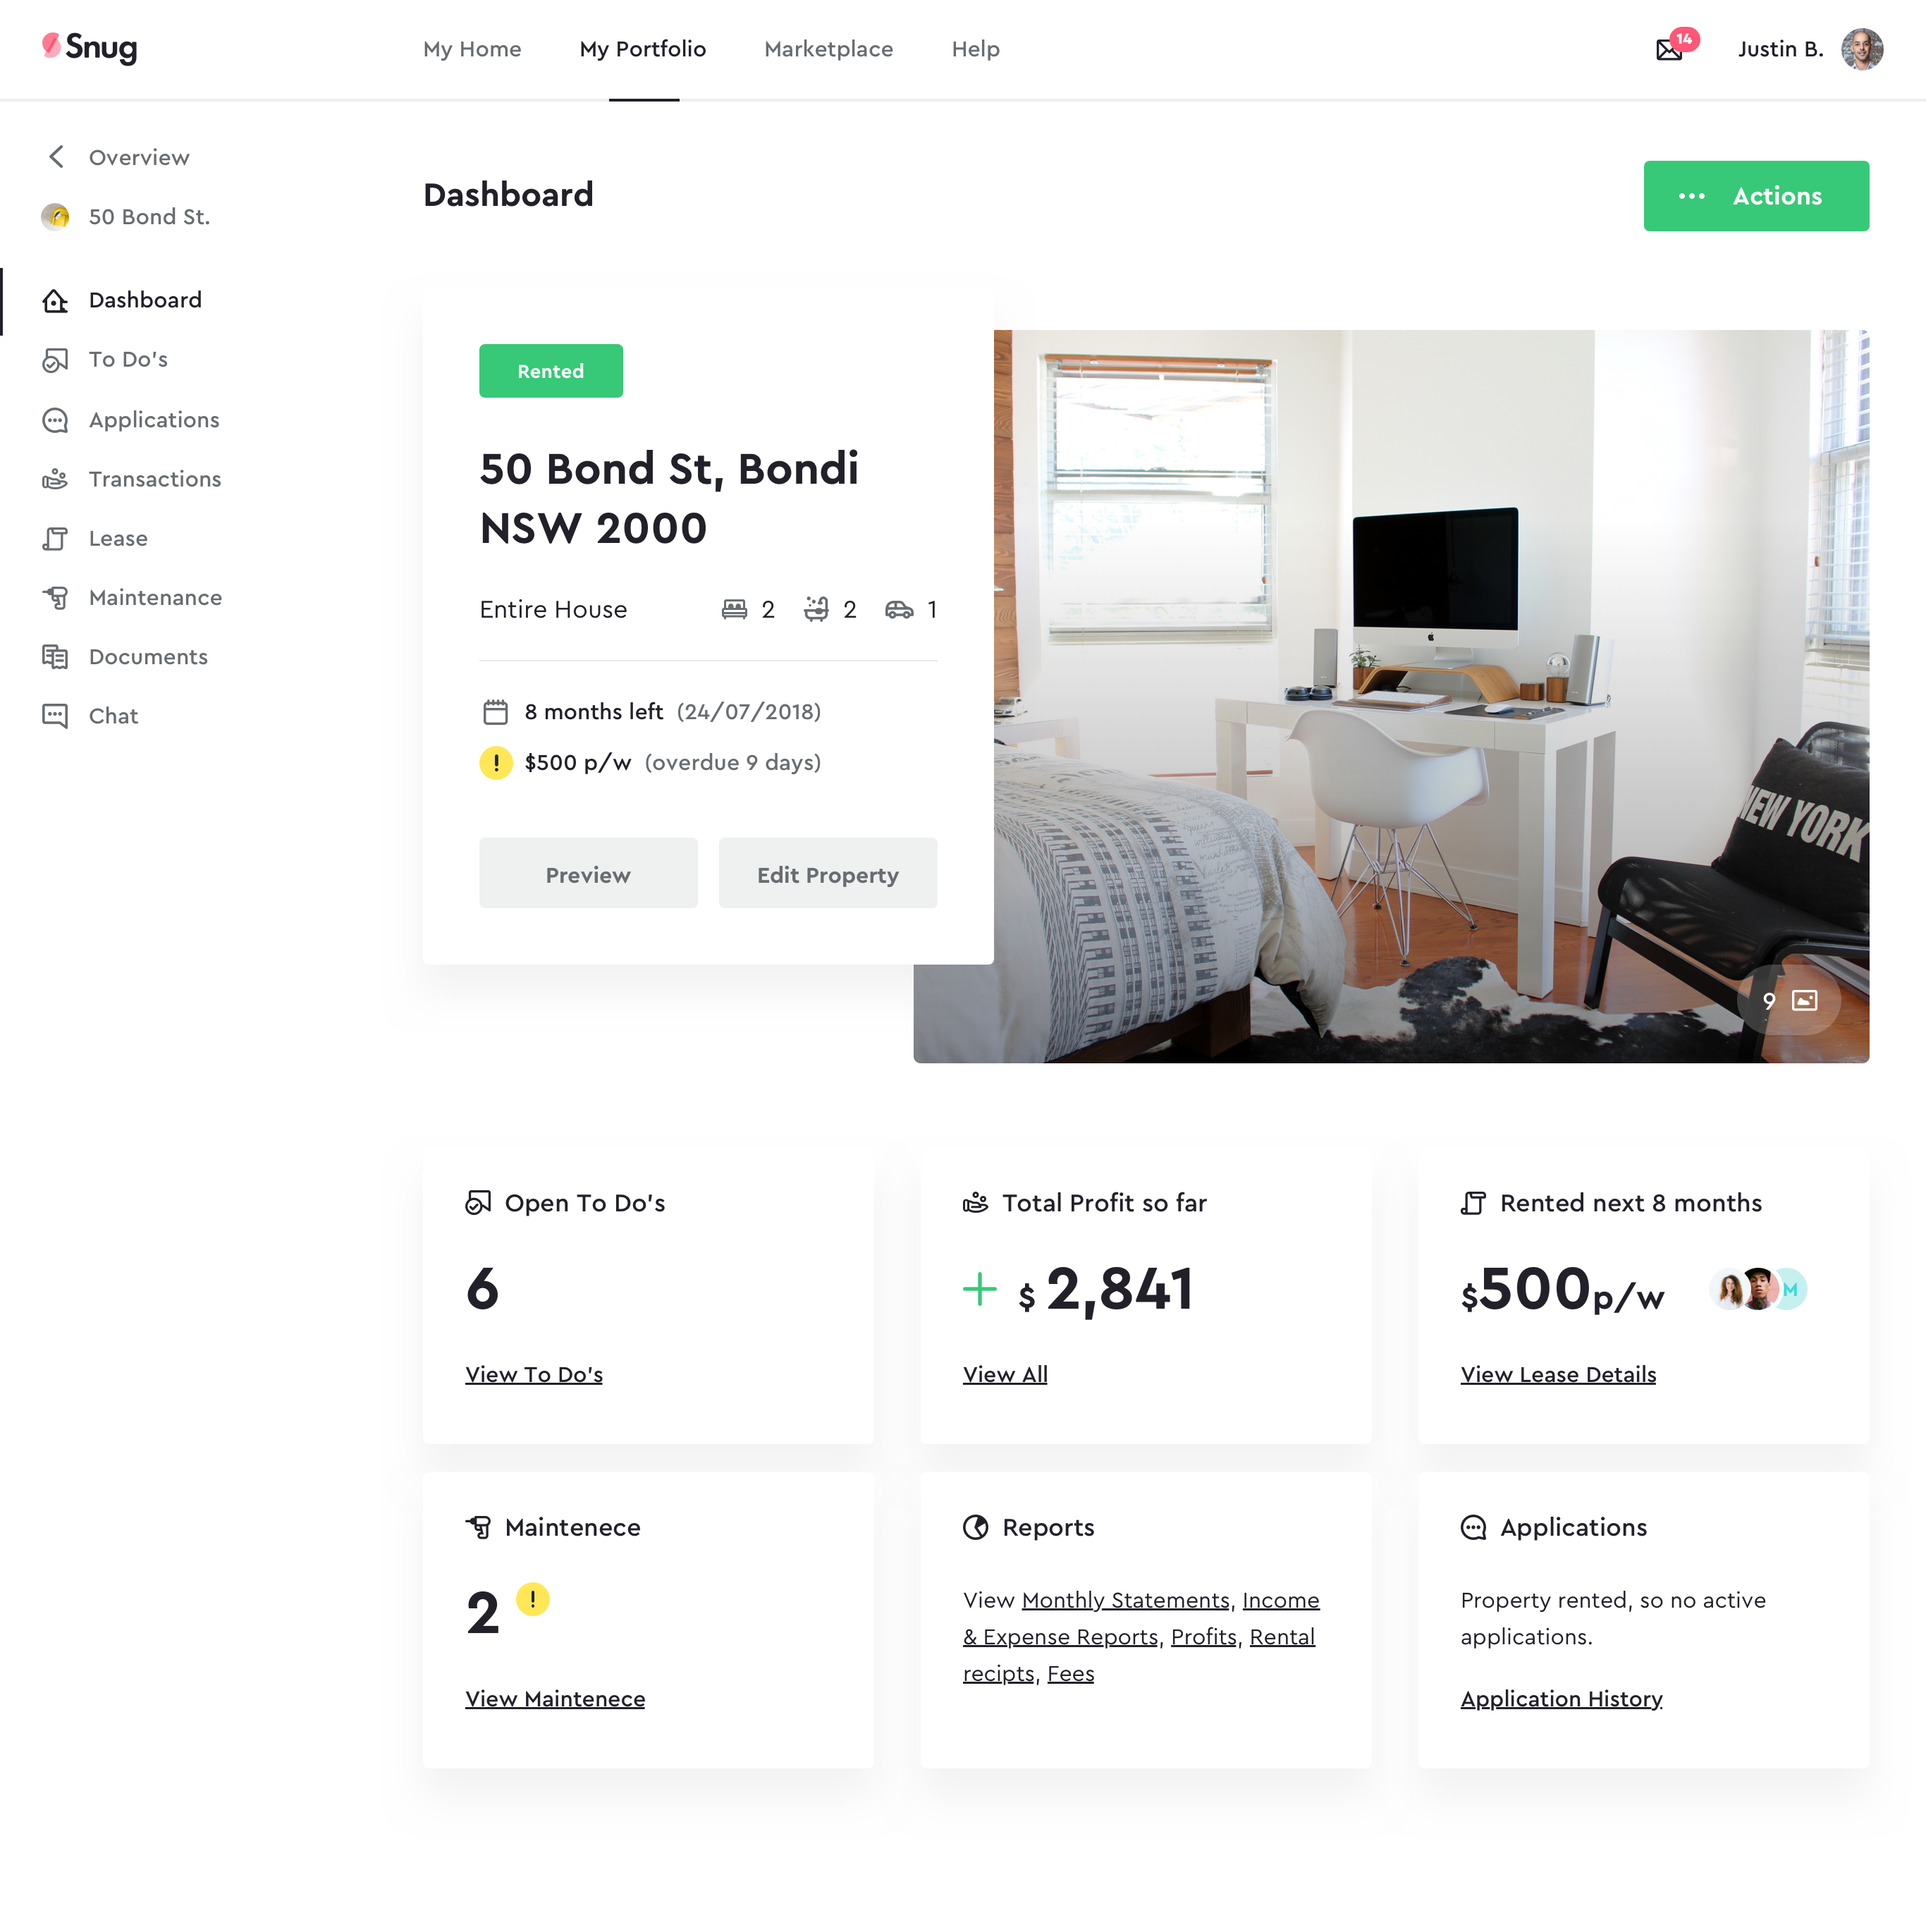 Snug
My Home
My Portfolio
Marketplace
Help
14
Justin B.
Overview
50 Bond St.
Dashboard
To Do's
Applications
Transactions
Lease
Maintenance
Documents
Chat
Dashboard
••• Actions
Rented
50 Bond St, Bondi
NSW 2000
Entire House 2 2 1
8 months left (24/07/2018)
! $500 p/w (overdue 9 days)
Preview
Edit Property
NEW YORK
9
Open To Do's
6
View To Do's
Total Profit so far
+ $ 2,841
View All
Rented next 8 months
$500p/w
M
View Lease Details
Maintenece
2 !
View Maintenece
Reports
View Monthly Statements, Income
& Expense Reports, Profits, Rental
recipts, Fees
Applications
Property rented, so no active
applications.
Application History